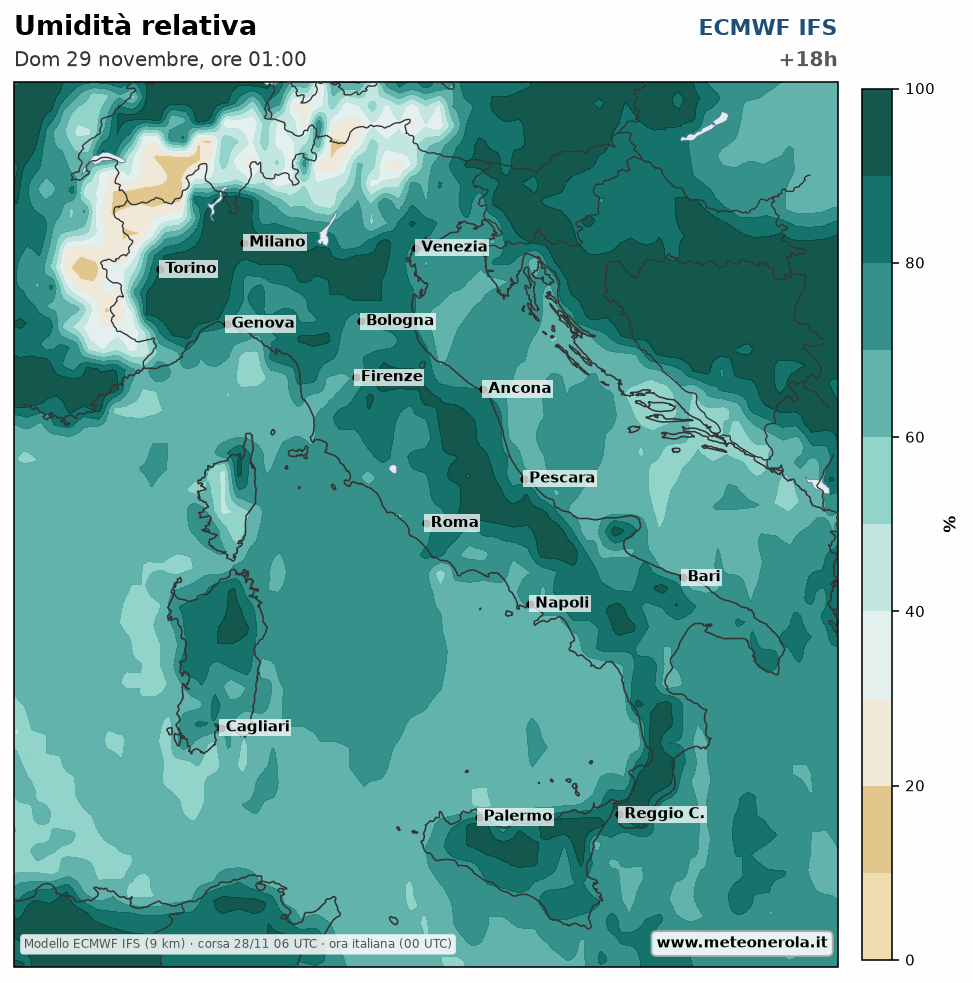 Umidità relativa
ECMWF IFS
Dom 29 novembre, ore 01:00
+18h
100
80
60
40
20
0
%
Milano
Venezia
Torino
Genova
Bologna
Firenze
Ancona
Pescara
Roma
Bari
Napoli
Cagliari
Palermo
Reggio C.
Modello ECMWF IFS (9 km) · corsa 28/11 06 UTC · ora italiana (00 UTC)
www.meteonerola.it